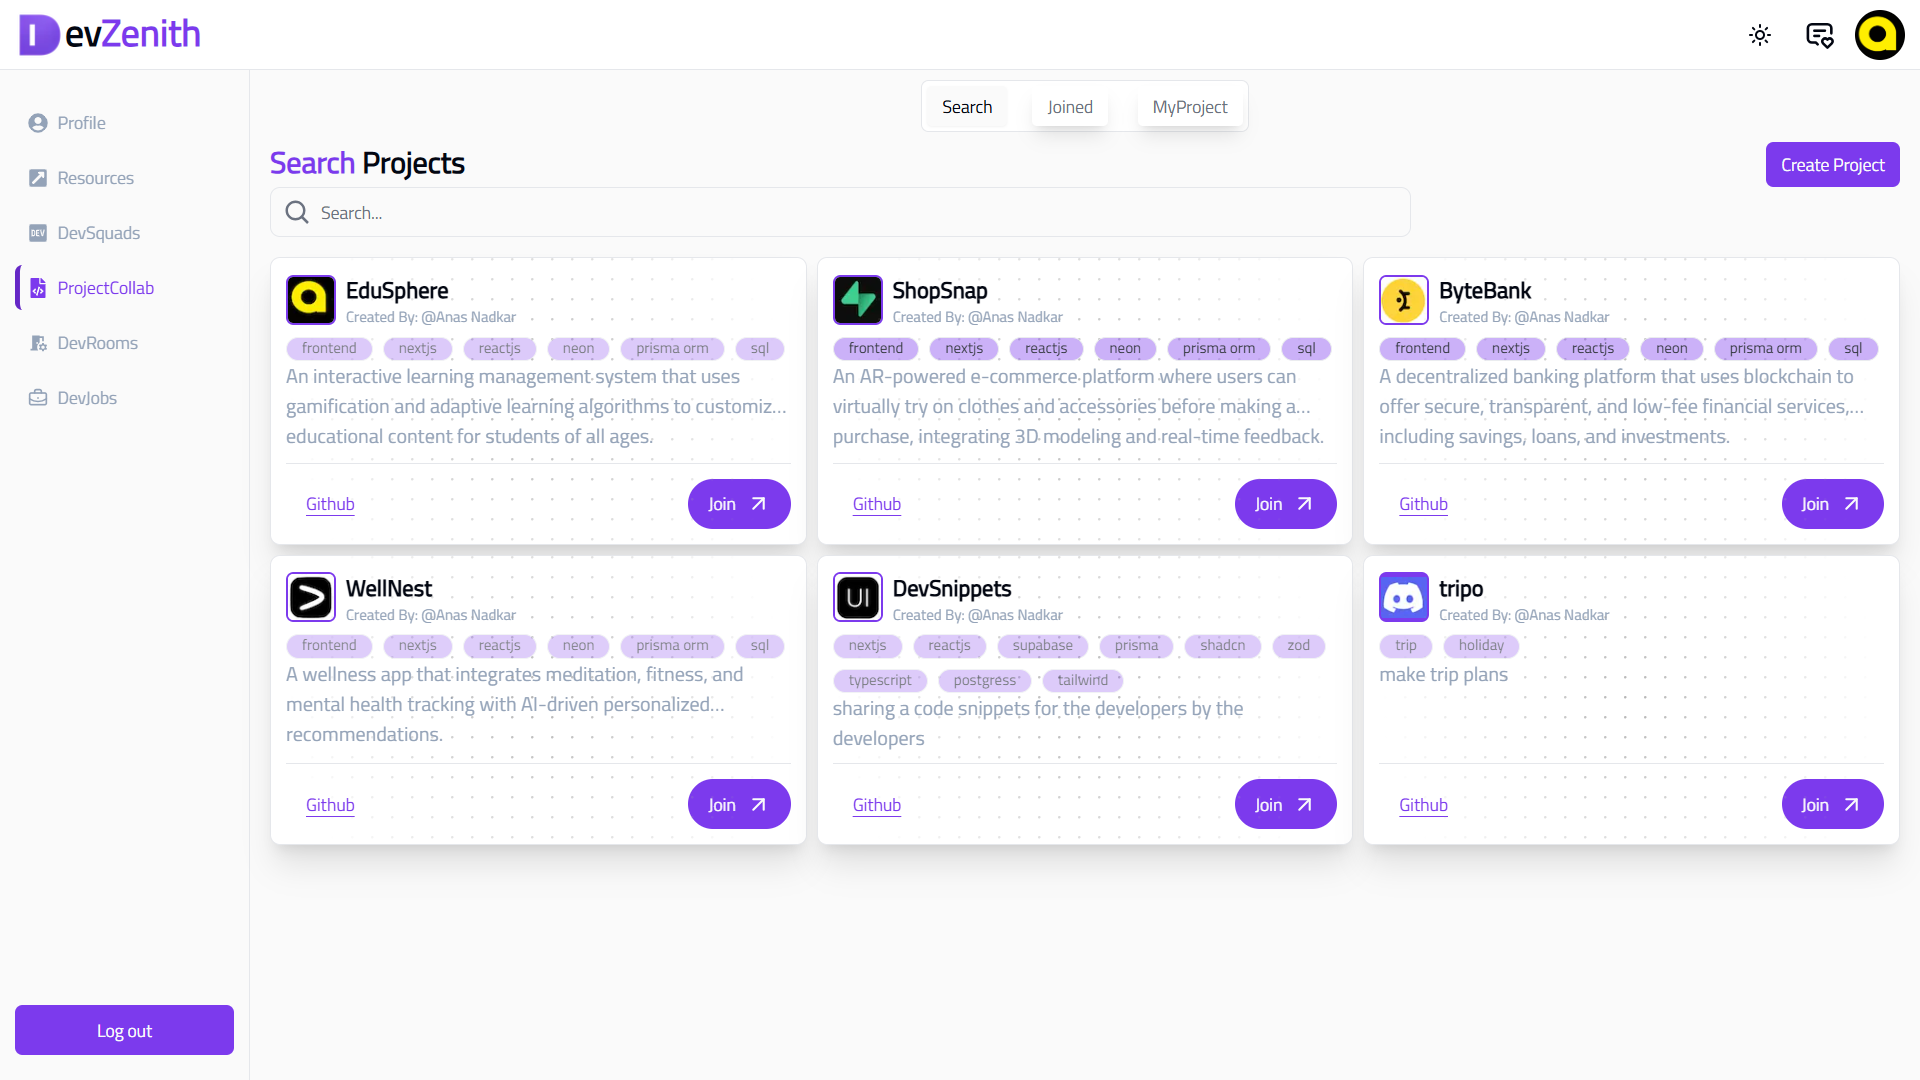 DevZenith
Search
Joined
MyProject
Profile
Resources
DEV
DevSquads
ProjectCollab
DevRooms
DevJobs
Log out
Search Projects
Create Project
Search...
EduSphere
Created By: @Anas Nadkar
frontend nextjs reactjs neon prisma orm sql
An interactive learning management system that uses
gamification and adaptive learning algorithms to customiz...
educational content for students of all ages.
Github
Join
ShopSnap
Created By: @Anas Nadkar
frontend nextjs reactjs neon prisma orm sql
An AR-powered e-commerce platform where users can
virtually try on clothes and accessories before making a...
purchase, integrating 3D modeling and real-time feedback.
Github
Join
ByteBank
Created By: @Anas Nadkar
frontend nextjs reactjs neon prisma orm sql
A decentralized banking platform that uses blockchain to
offer secure, transparent, and low-fee financial services,...
including savings, loans, and investments.
Github
Join
WellNest
Created By: @Anas Nadkar
frontend nextjs reactjs neon prisma orm sql
A wellness app that integrates meditation, fitness, and
mental health tracking with AI-driven personalized...
recommendations.
Github
Join
UI
DevSnippets
Created By: @Anas Nadkar
nextjs reactjs supabase prisma shadcn zod
typescript postgress tailwind
sharing a code snippets for the developers by the
developers
Github
Join
tripo
Created By: @Anas Nadkar
trip holiday
make trip plans
Github
Join